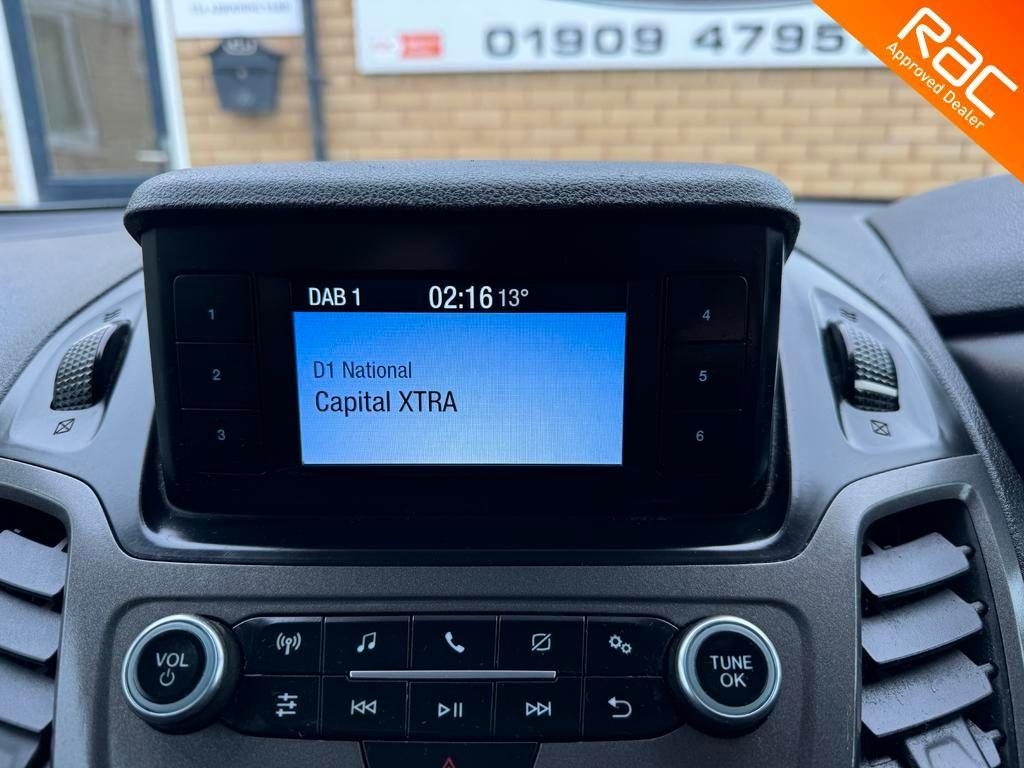 01909 4795
RAC
Approved Dealer
DAB 1 02:16 13°
D1 National
Capital XTRA
1
2
3
4
5
6
VOL
TUNE
OK